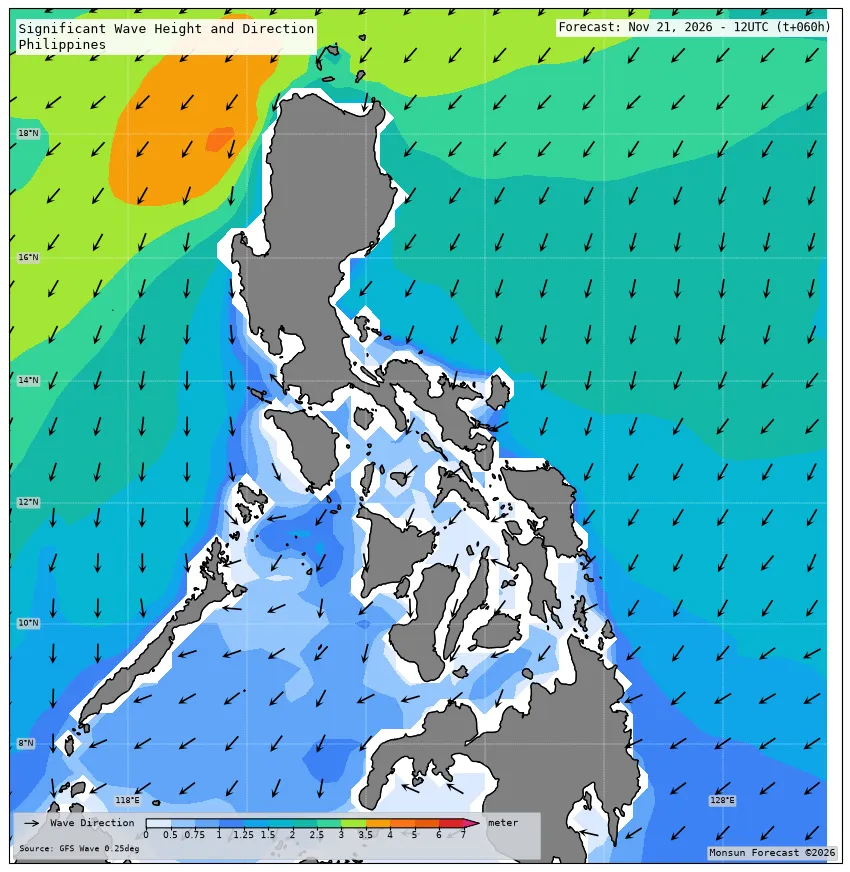 Significant Wave Height and Direction
Philippines
Forecast: Nov 21, 2026 - 12UTC (t+060h)
18°N
16°N
14°N
12°N
10°N
8°N
118°E
128°E
Wave Direction
meter
0 0.5 0.75 1 1.25 1.5 2 2.5 3 3.5 4 5 6 7
Source: GFS Wave 0.25deg
Monsun Forecast ©2026